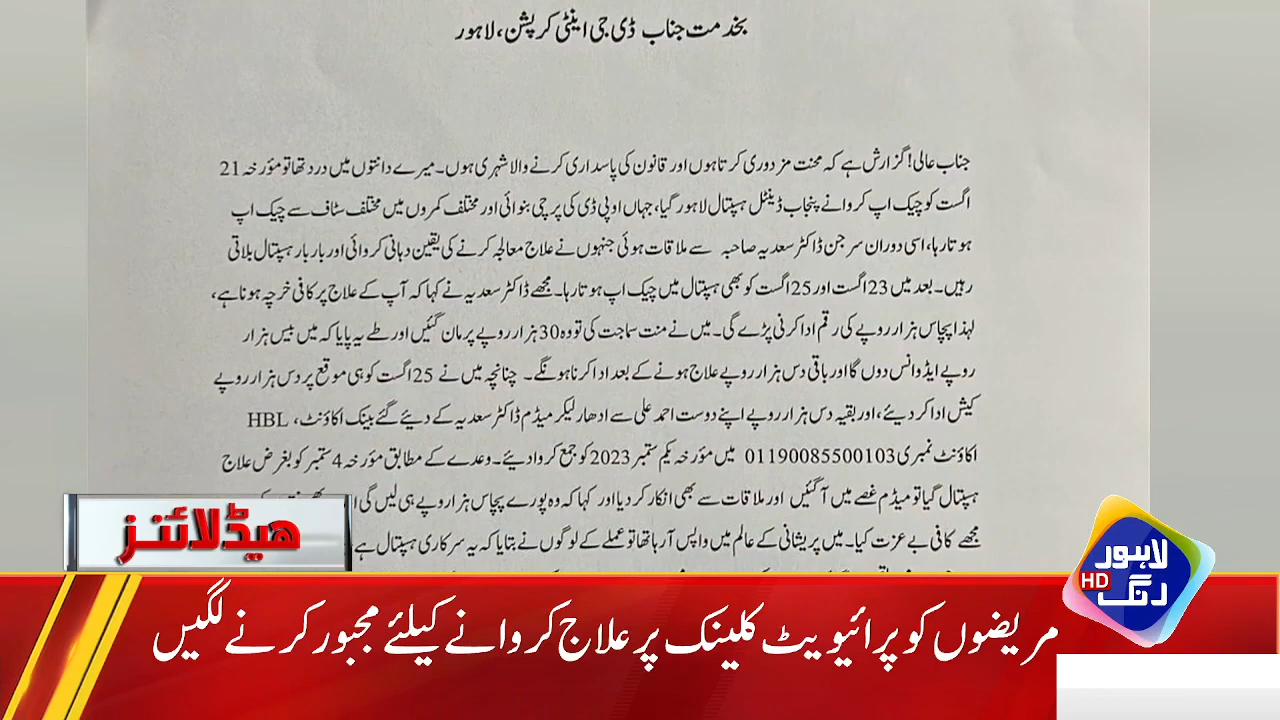 بخدمت جناب ڈی جی اینٹی کرپشن، لاہور
جناب عالی! گزارش ہے کہ محنت مزدوری کرتا ہوں اور قانون کی پاسداری کرنے والا شہری ہوں۔ میرے دانتوں میں درد تھا تو مؤرخہ 21
اگست کو چیک اپ کروانے پنجاب ڈینٹل ہسپتال لاہور گیا، جہاں او پی ڈی کی پرچی بنوائی اور مختلف کمروں میں مختلف سٹاف سے چیک اپ
ہوتا رہا، اسی دوران سرجن ڈاکٹر سعدیہ صاحبہ سے ملاقات ہوئی جنہوں نے علاج معالجہ کرنے کی یقین دہانی کروائی اور بار بار ہسپتال بلاتی
رہیں۔ بعد میں 23 اگست اور 25 اگست کو بھی ہسپتال میں چیک اپ ہوتا رہا۔ مجھے ڈاکٹر سعدیہ نے کہا کہ آپ کے علاج پر کافی خرچہ ہونا ہے،
لہذا پچاس ہزار روپے کی رقم ادا کرنی پڑے گی۔ میں نے منت سماجت کی تو وہ 30 ہزار روپے پر مان گئیں اور طے یہ پایا کہ میں بیس ہزار
روپے ایڈوانس دوں گا اور باقی دس ہزار روپے علاج ہونے کے بعد ادا کرنا ہونگے۔ چنانچہ میں نے 25 اگست کو ہی موقع پر دس ہزار روپے
کیش ادا کر دیئے، اور بقیہ دس ہزار روپے اپنے دوست احمد علی سے ادھار لیکر میڈم ڈاکٹر سعدیہ کے دیئے گئے بینک اکاؤنٹ، HBL
اکاؤنٹ نمبری 01190085500103 میں مؤرخہ یکم ستمبر 2023 کو جمع کروا دیئے۔ وعدے کے مطابق مؤرخہ 4 ستمبر کو بغرض علاج
ہسپتال گیا تو میڈم غصے میں آگئیں اور ملاقات سے بھی انکار کر دیا اور کہا کہ وہ پورے پچاس ہزار روپے ہی لیں گی
مجھے کافی بے عزت کیا۔ میں پریشانی کے عالم میں واپس آرہا تھا تو عملے کے لوگوں نے بتایا کہ یہ سرکاری ہسپتال ہے
ہیڈلائنز
لاہور
رنگ
HD
مریضوں کو پرائیویٹ کلینک پر علاج کروانے کیلئے مجبور کرنے لگیں